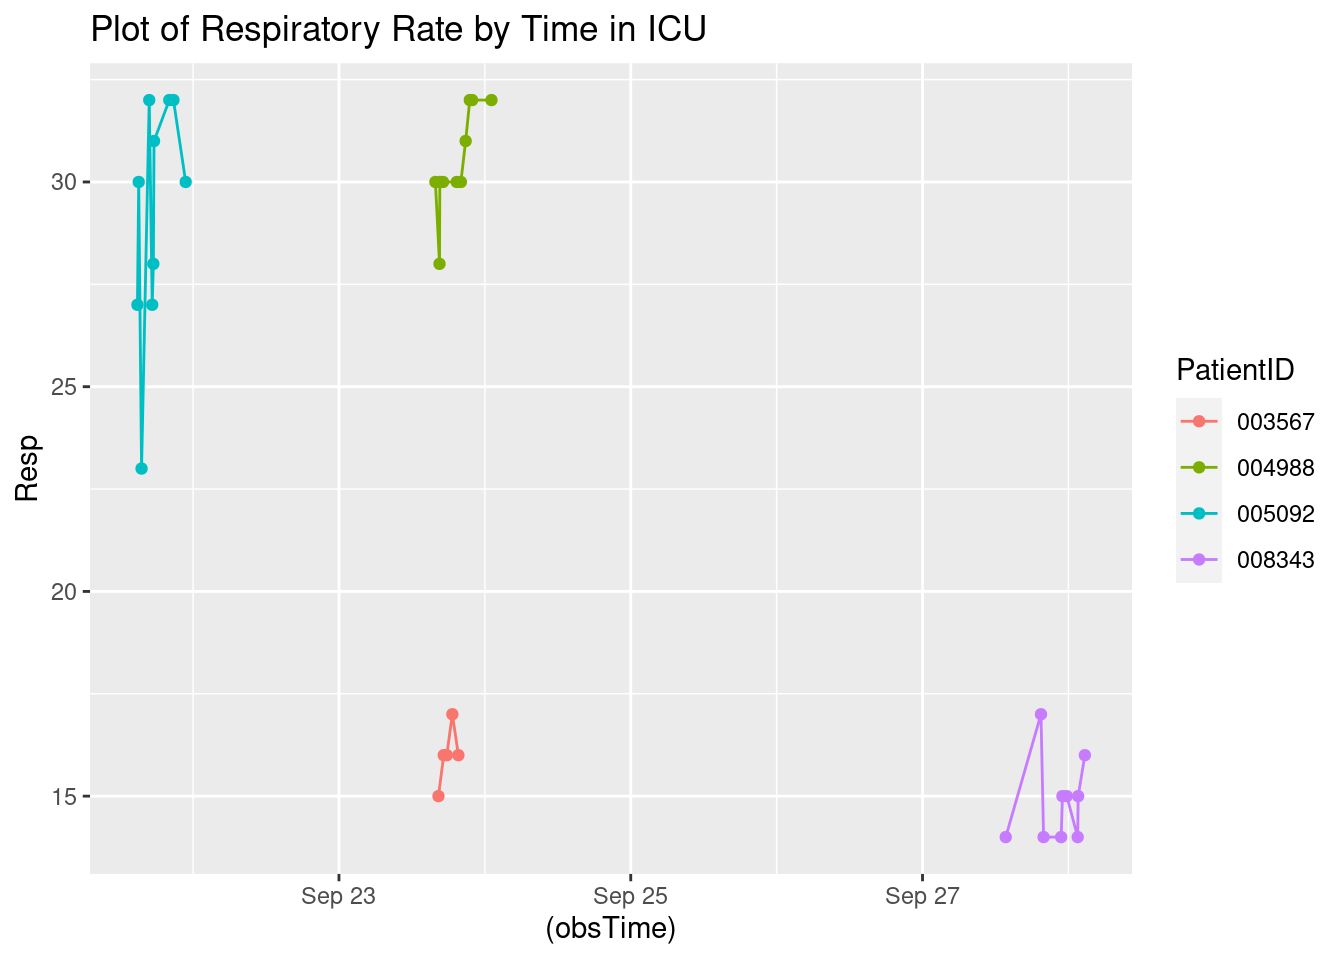 Plot of Respiratory Rate by Time in ICU
Resp
30
25
20
15
Sep 23
Sep 25
Sep 27
(obsTime)
PatientID
003567
004988
005092
008343